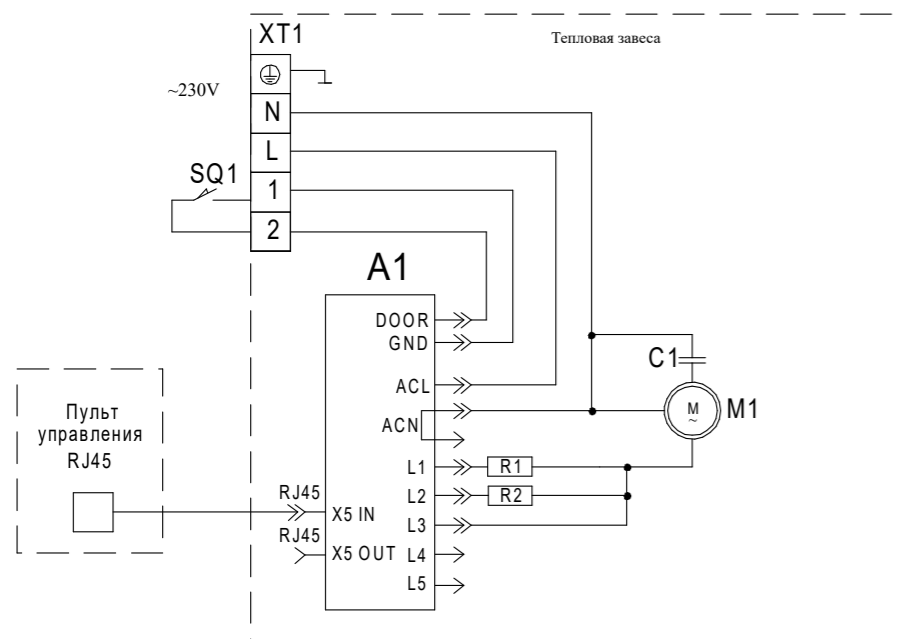 XT1
Тепловая завеса
~230V
N
L
SQ1
1
2
A1
DOOR
GND
ACL
C1
ACN
M
~
M1
Пульт
управления
RJ45
L1
R1
L2
R2
RJ45
X5 IN
L3
RJ45
X5 OUT
L4
L5